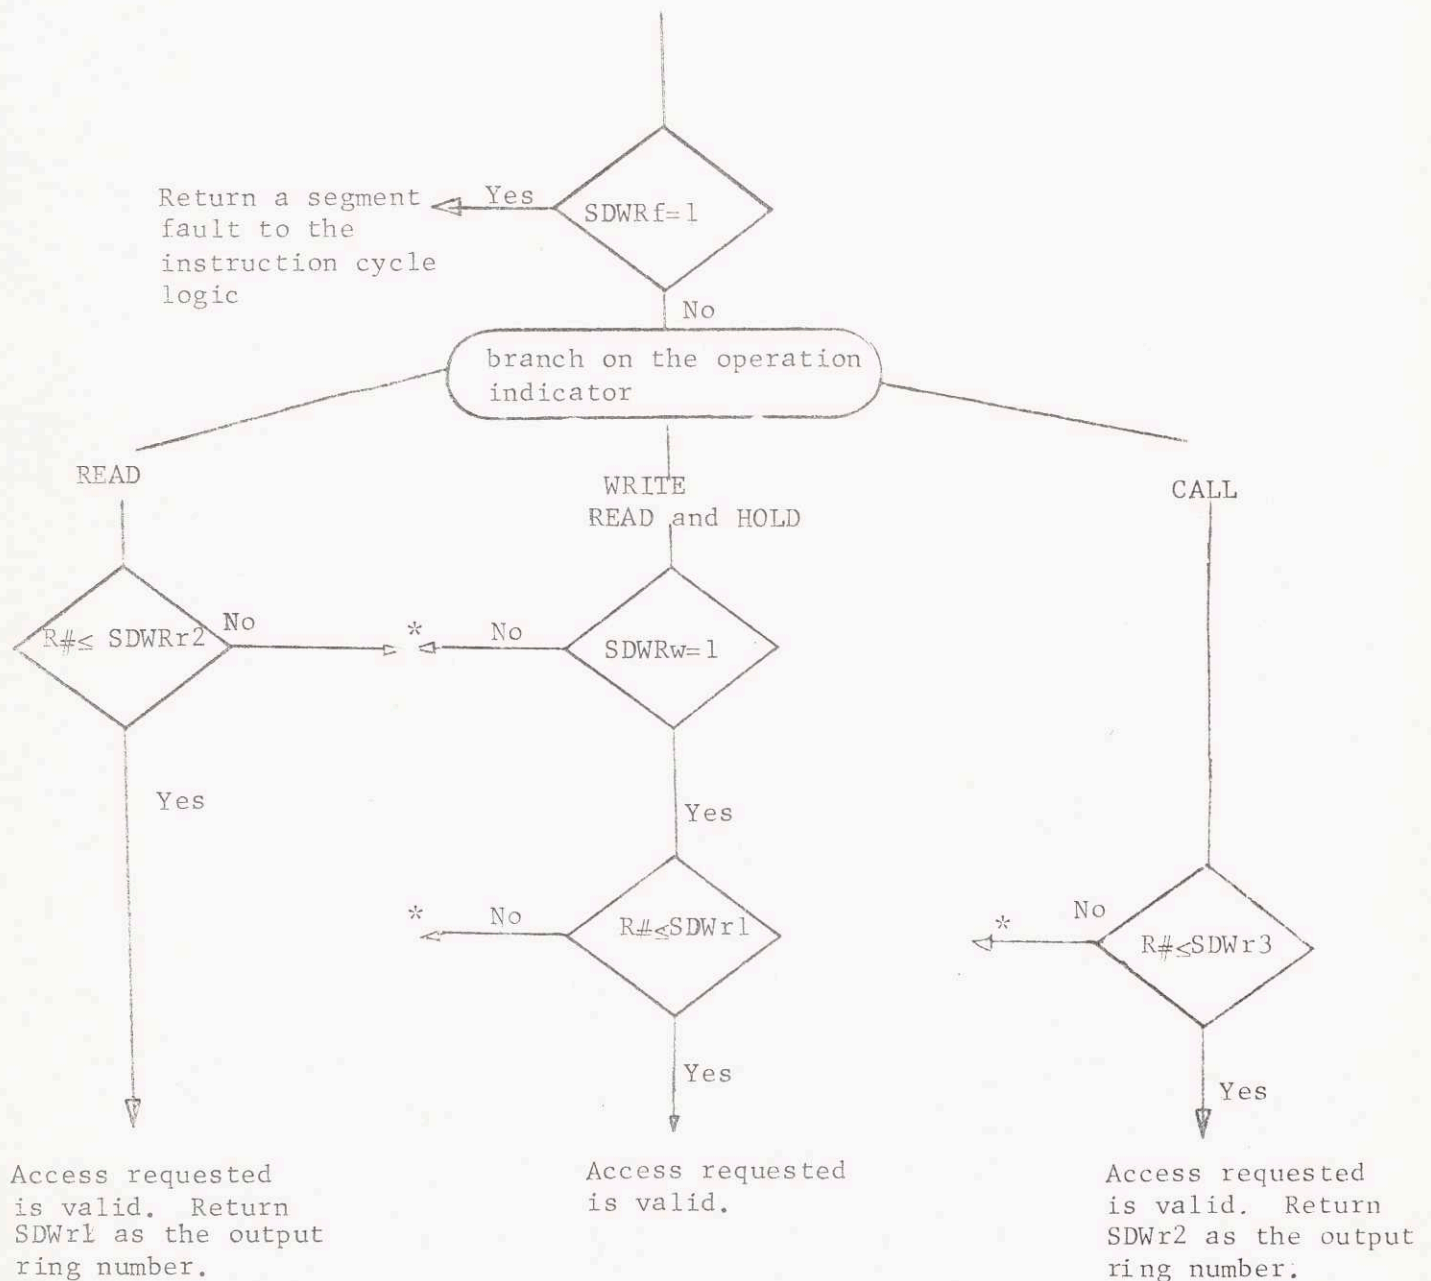 SDWRf=1
Yes
Return a segment
fault to the
instruction cycle
logic
No
branch on the operation
indicator
READ
WRITE
READ and HOLD
CALL
R#≤ SDWRr2
No
*
No
SDWRw=1
Yes
Yes
*
No
R#≤SDWr1
*
No
R#≤SDWr3
Yes
Yes
Access requested
is valid. Return
SDWr1 as the output
ring number.
Access requested
is valid.
Access requested
is valid. Return
SDWr2 as the output
ring number.